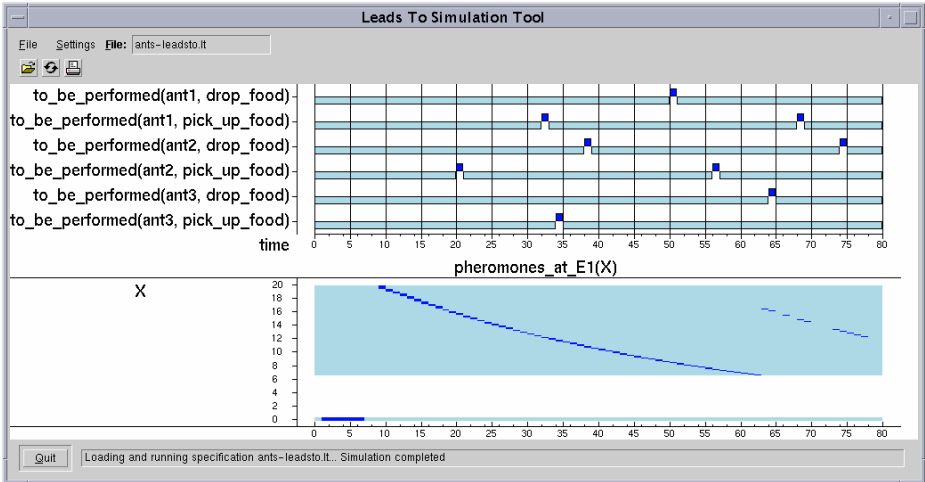 Leads To Simulation Tool
File Settings File: ants-leadsto.lt
to_be_performed(ant1, drop_food)
to_be_performed(ant1, pick_up_food)
to_be_performed(ant2, drop_food)
to_be_performed(ant2, pick_up_food)
to_be_performed(ant3, drop_food)
to_be_performed(ant3, pick_up_food)
time 0 5 10 15 20 25 30 35 40 45 50 55 60 65 70 75 80
pheromones_at_E1(X)
X
20
18
16
14
12
10
8
6
4
2
0
0 5 10 15 20 25 30 35 40 45 50 55 60 65 70 75 80
Quit Loading and running specification ants-leadsto.lt... Simulation completed